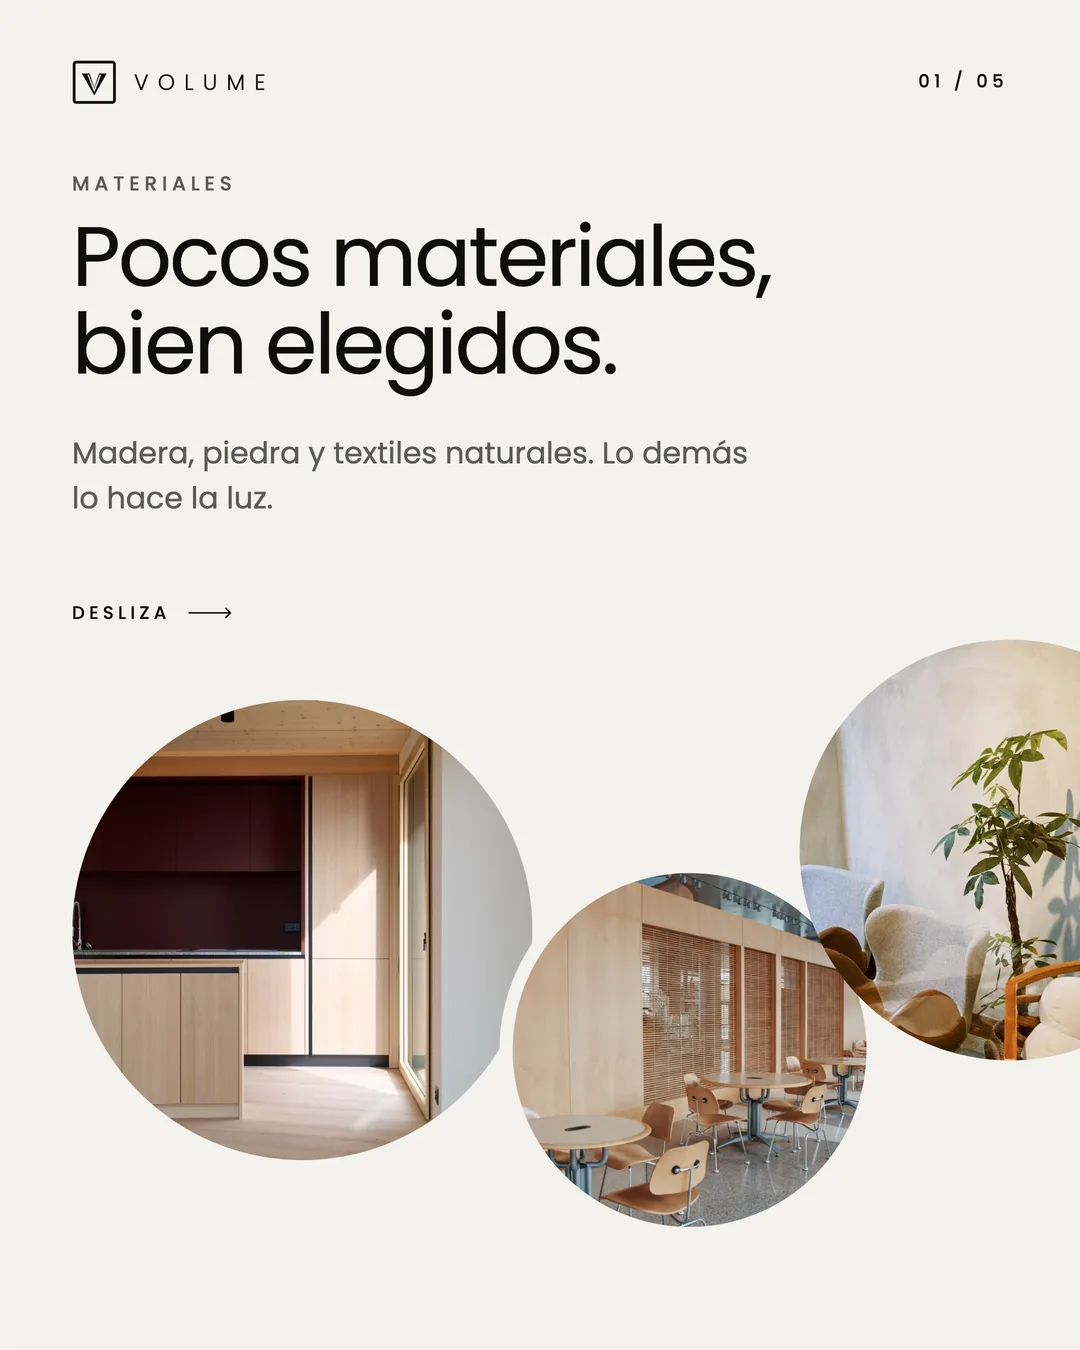 VOLUME
01 / 05
MATERIALES
Pocos materiales,
bien elegidos.
Madera, piedra y textiles naturales. Lo demás
lo hace la luz.
DESLIZA